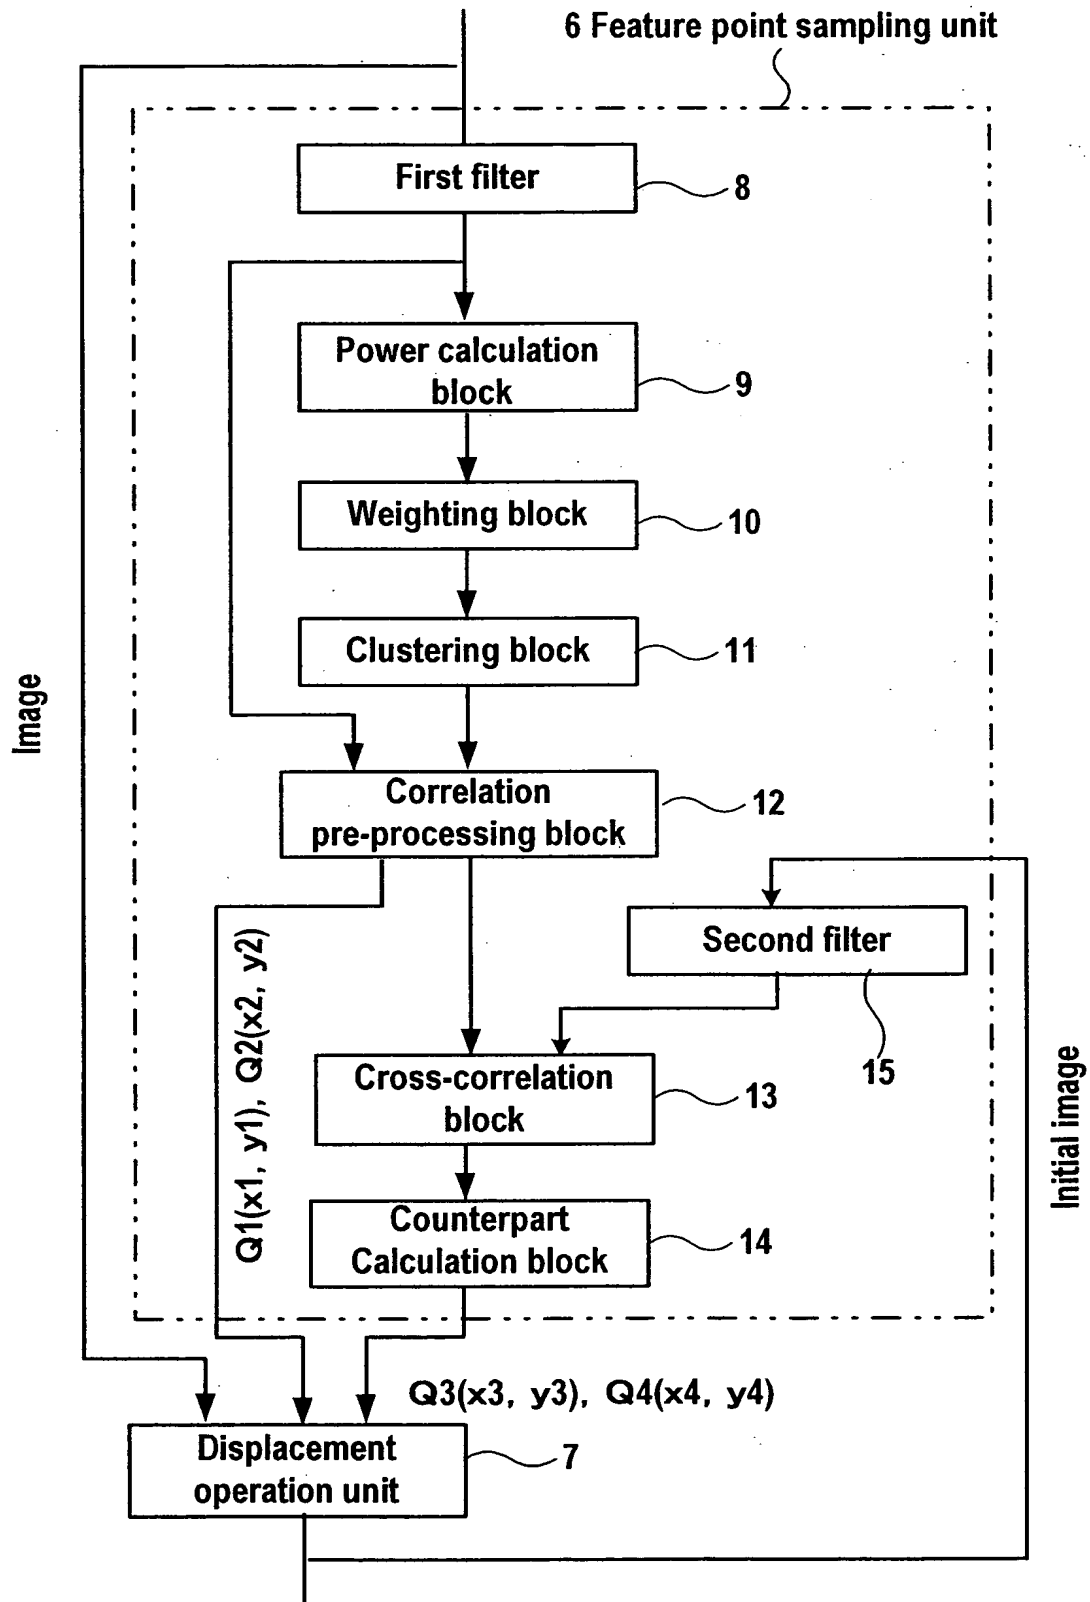 6 Feature point sampling unit
First filter
8
Power calculation
block
9
Weighting block
10
Clustering block
11
Image
Correlation
pre-processing block
12
Second filter
15
Q1(x1, y1), Q2(x2, y2)
Cross-correlation
block
13
Initial image
Counterpart
Calculation block
14
Q3(x3, y3), Q4(x4, y4)
Displacement
operation unit
7